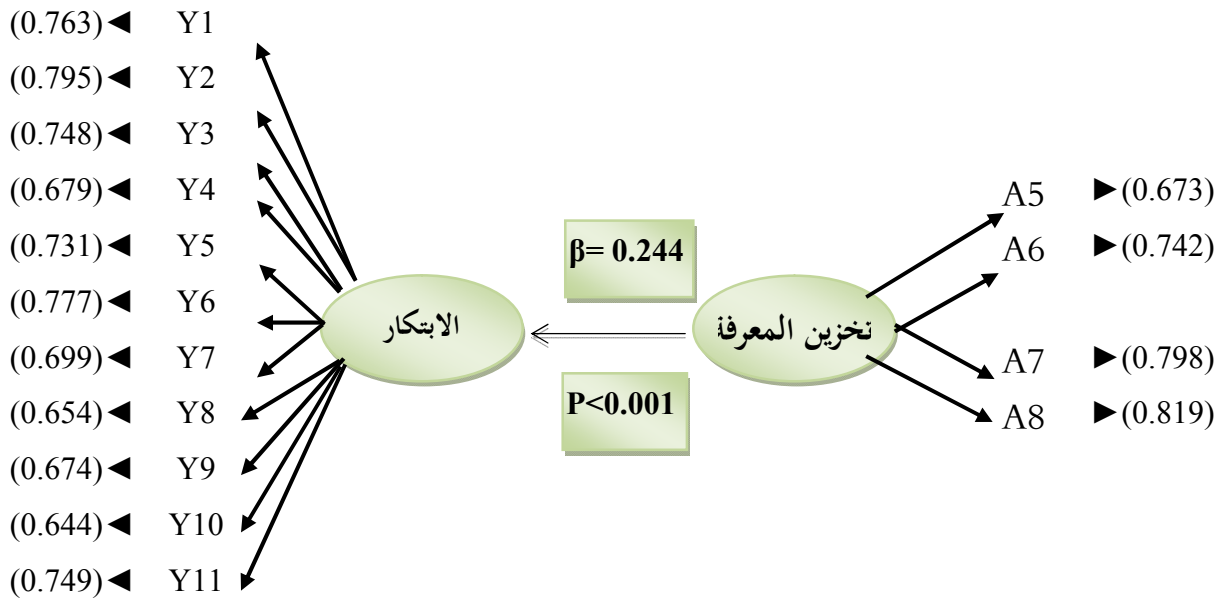 (0.763)◄ Y1
(0.795)◄ Y2
(0.748)◄ Y3
(0.679)◄ Y4
(0.731)◄ Y5
(0.777)◄ Y6
(0.699)◄ Y7
(0.654)◄ Y8
(0.674)◄ Y9
(0.644)◄ Y10
(0.749)◄ Y11
الابتكار
β= 0.244
P<0.001
تخزين المعرفة
A5 ►(0.673)
A6 ►(0.742)
A7 ►(0.798)
A8 ►(0.819)